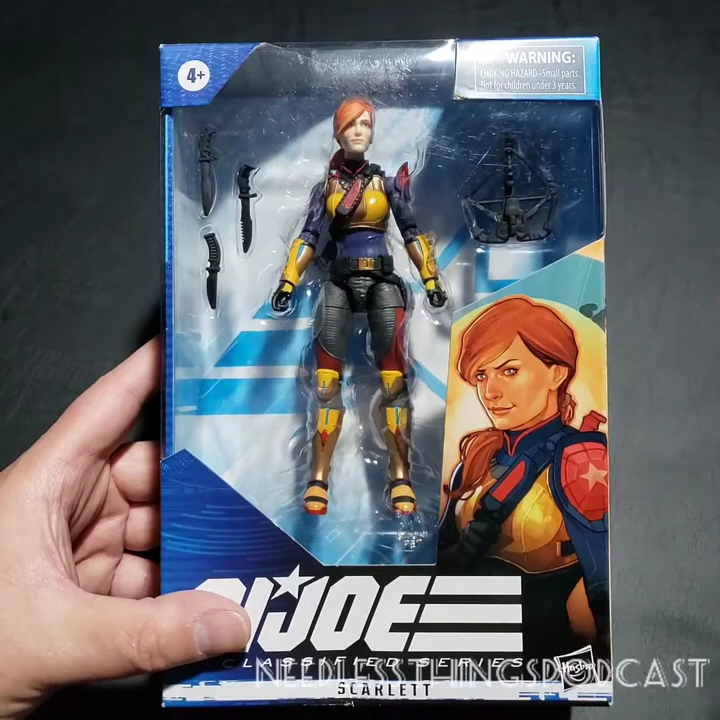 4+
WARNING:
CHOKING HAZARD–Small parts.
Not for children under 3 years.
G.I. JOE
CLASSIFIED SERIES
Hasbro
NEEDLESSTHINGSPODCAST
SCARLETT